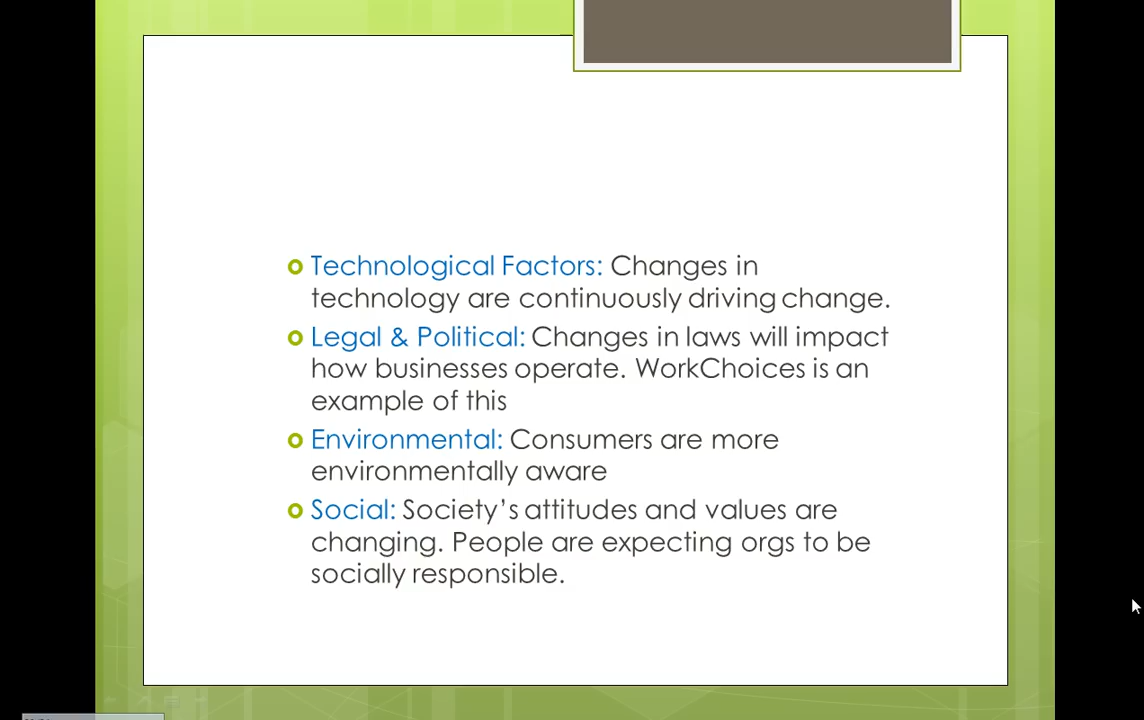 Technological Factors: Changes in
technology are continuously driving change.
Legal & Political: Changes in laws will impact
how businesses operate. WorkChoices is an
example of this
Environmental: Consumers are more
environmentally aware
Social: Society's attitudes and values are
changing. People are expecting orgs to be
socially responsible.